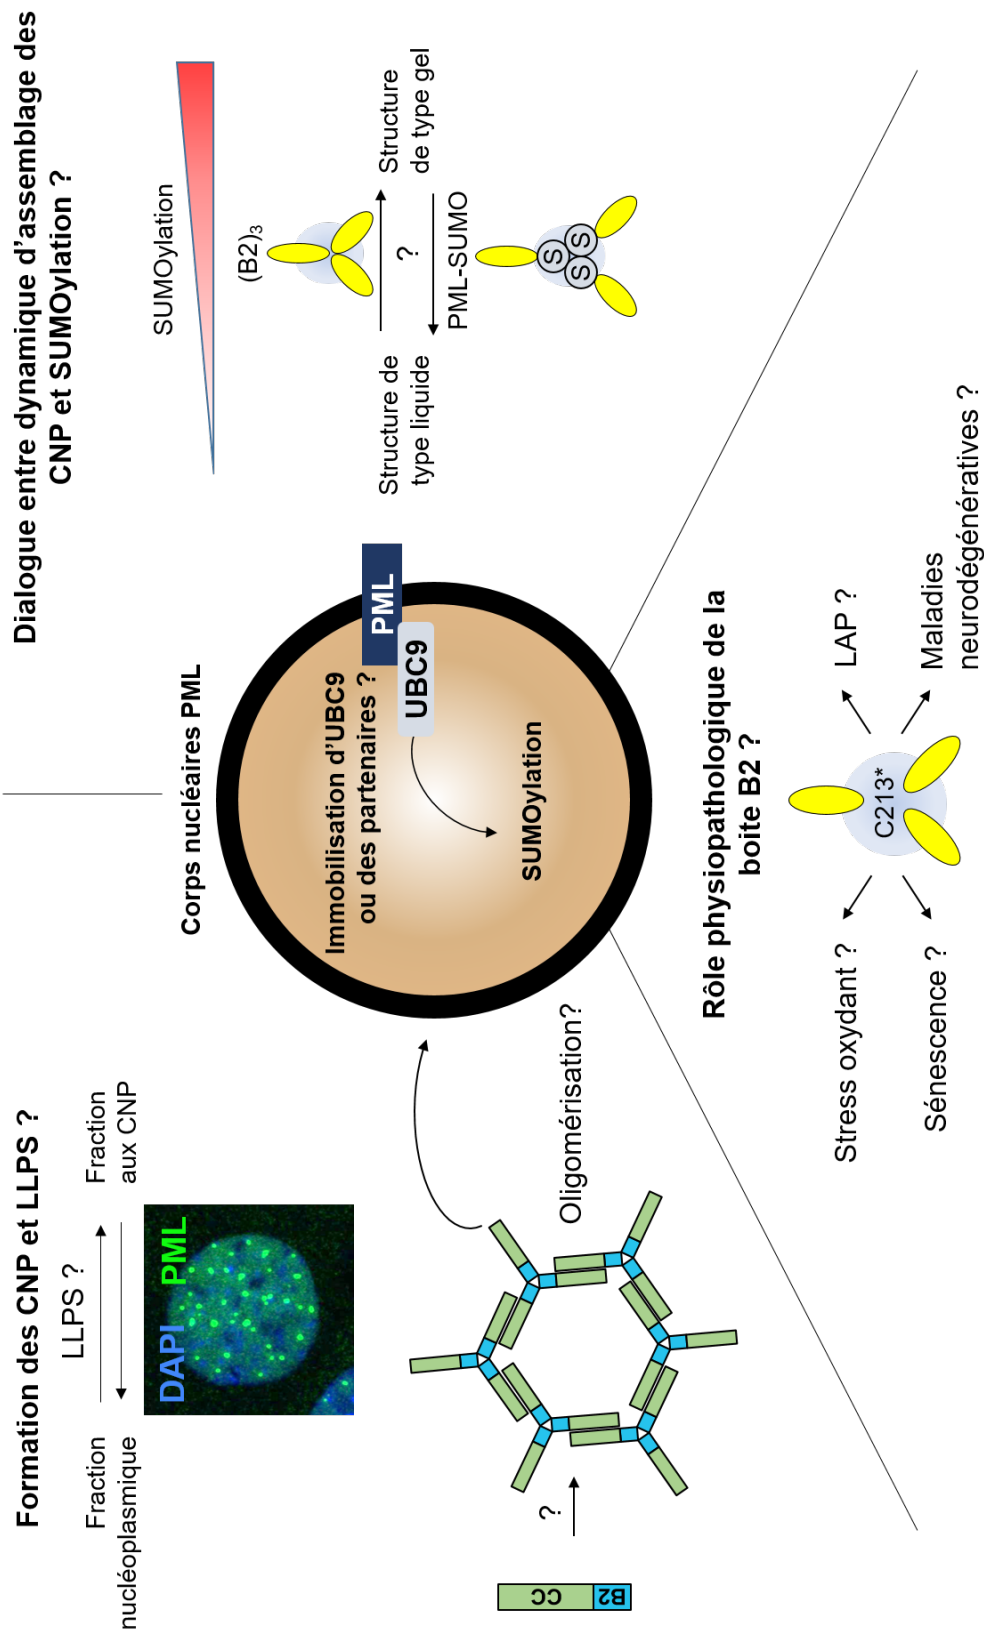 Formation des CNP et LLPS ?
LLPS ?
Fraction
nucléoplasmique
Fraction
aux CNP
DAPI PML
?
CC
B2
Oligomérisation?
Corps nucléaires PML
Immobilisation d'UBC9
ou des partenaires ?
PML
UBC9
SUMOylation
Dialogue entre dynamique d'assemblage des
CNP et SUMOylation ?
SUMOylation
(B2)3
Structure de
type liquide
?
Structure
de type gel
PML-SUMO
S
S
S
Rôle physiopathologique de la
boite B2 ?
Stress oxydant ?
LAP ?
C213*
Sénescence ?
Maladies
neurodégénératives ?